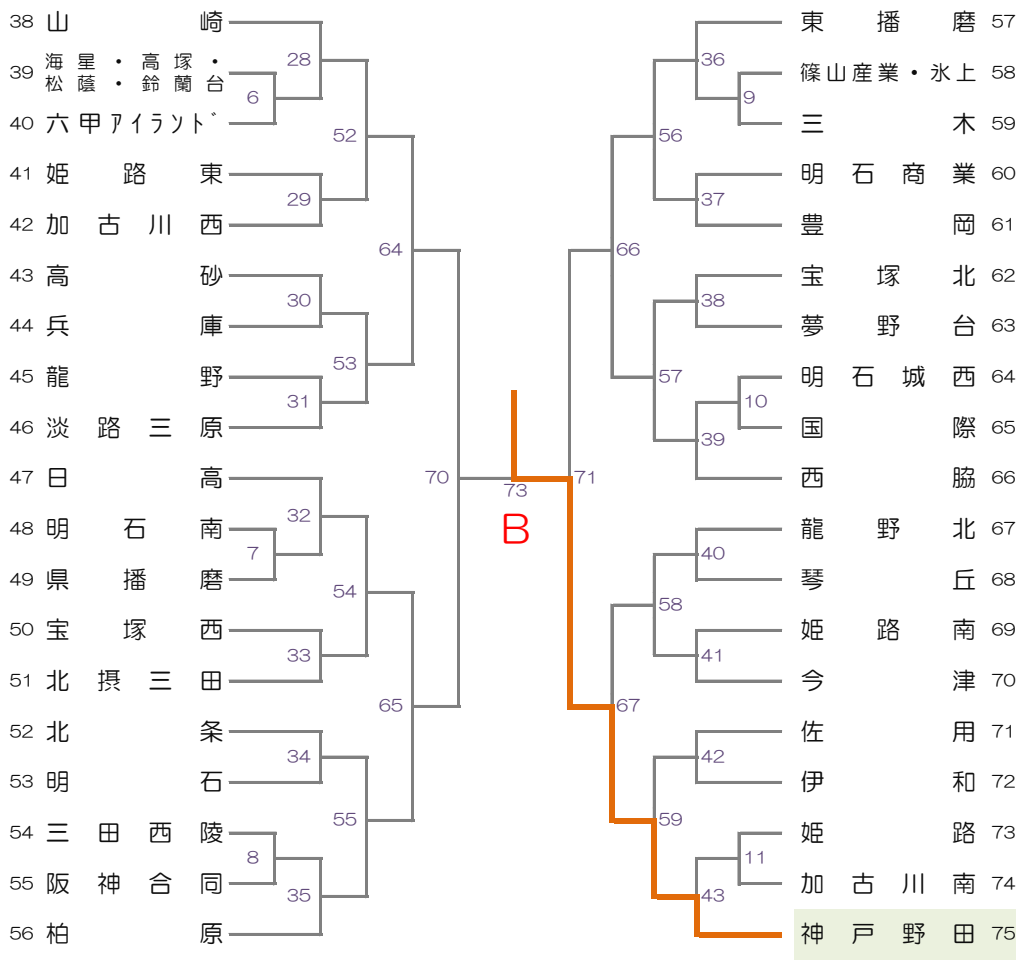 38 山崎
39 海星・高塚・
松蔭・鈴蘭台
40 六甲アイランド
41 姫路東
42 加古川西
43 高砂
44 兵庫
45 龍野
46 淡路三原
47 日高
48 明石南
49 県播磨
50 宝塚西
51 北摂三田
52 北条
53 明石
54 三田西陵
55 阪神合同
56 柏原
28
6
52
29
64
30
53
31
70
32
7
54
33
65
34
55
8
35
73
B
71
36
9
56
37
66
38
57
10
39
40
58
41
67
42
59
11
43
東播磨 57
篠山産業・氷上 58
三木 59
明石商業 60
豊岡 61
宝塚北 62
夢野台 63
明石城西 64
国際 65
西脇 66
龍野北 67
琴丘 68
姫路南 69
今津 70
佐用 71
伊和 72
姫路 73
加古川南 74
神戸野田 75